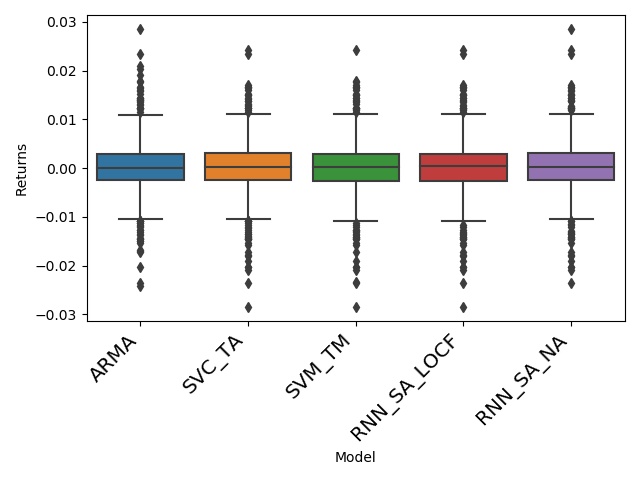 0.03
0.02
0.01
0.00
−0.01
−0.02
−0.03
Returns
ARMA
SVC_TA
SVM_TM
RNN_SA_LOCF
RNN_SA_NA
Model